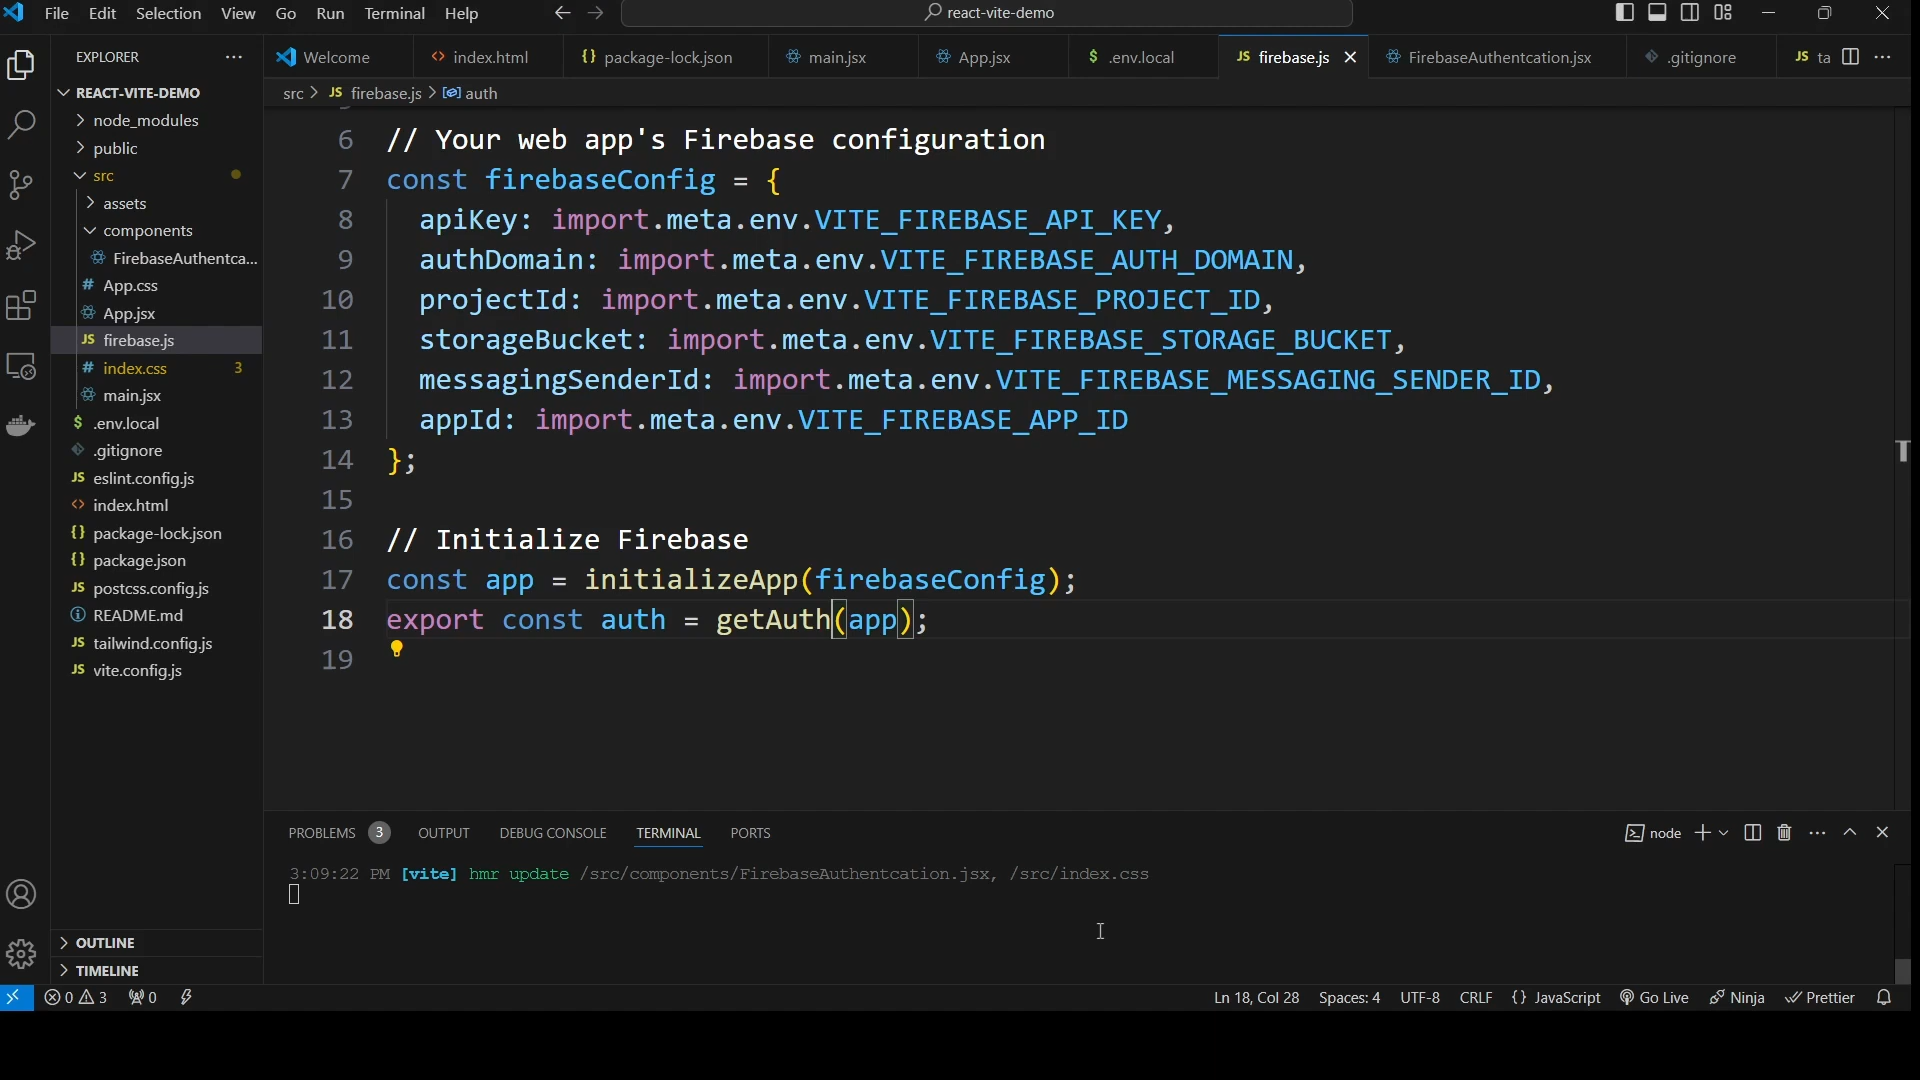 File Edit Selection View Go Run Terminal Help
react-vite-demo
EXPLORER
Welcome
index.html
{} package-lock.json
main.jsx
App.jsx
$ .env.local
JS firebase.js
FirebaseAuthentcation.jsx
.gitignore
JS ta
src > JS firebase.js > auth
REACT-VITE-DEMO
node_modules
public
src
assets
components
FirebaseAuthentca...
# App.css
App.jsx
JS firebase.js
# index.css 3
main.jsx
$ .env.local
.gitignore
JS eslint.config.js
index.html
{} package-lock.json
{} package.json
JS postcss.config.js
README.md
JS tailwind.config.js
JS vite.config.js
OUTLINE
TIMELINE
6 // Your web app's Firebase configuration
7 const firebaseConfig = {
8 apiKey: import.meta.env.VITE_FIREBASE_API_KEY,
9 authDomain: import.meta.env.VITE_FIREBASE_AUTH_DOMAIN,
10 projectId: import.meta.env.VITE_FIREBASE_PROJECT_ID,
11 storageBucket: import.meta.env.VITE_FIREBASE_STORAGE_BUCKET,
12 messagingSenderId: import.meta.env.VITE_FIREBASE_MESSAGING_SENDER_ID,
13 appId: import.meta.env.VITE_FIREBASE_APP_ID
14 };
15
16 // Initialize Firebase
17 const app = initializeApp(firebaseConfig);
18 export const auth = getAuth(app);
19
PROBLEMS 3 OUTPUT DEBUG CONSOLE TERMINAL PORTS
node
3:09:22 PM [vite] hmr update /src/components/FirebaseAuthentcation.jsx, /src/index.css
0 3 0
Ln 18, Col 28 Spaces: 4 UTF-8 CRLF {} JavaScript Go Live Ninja Prettier